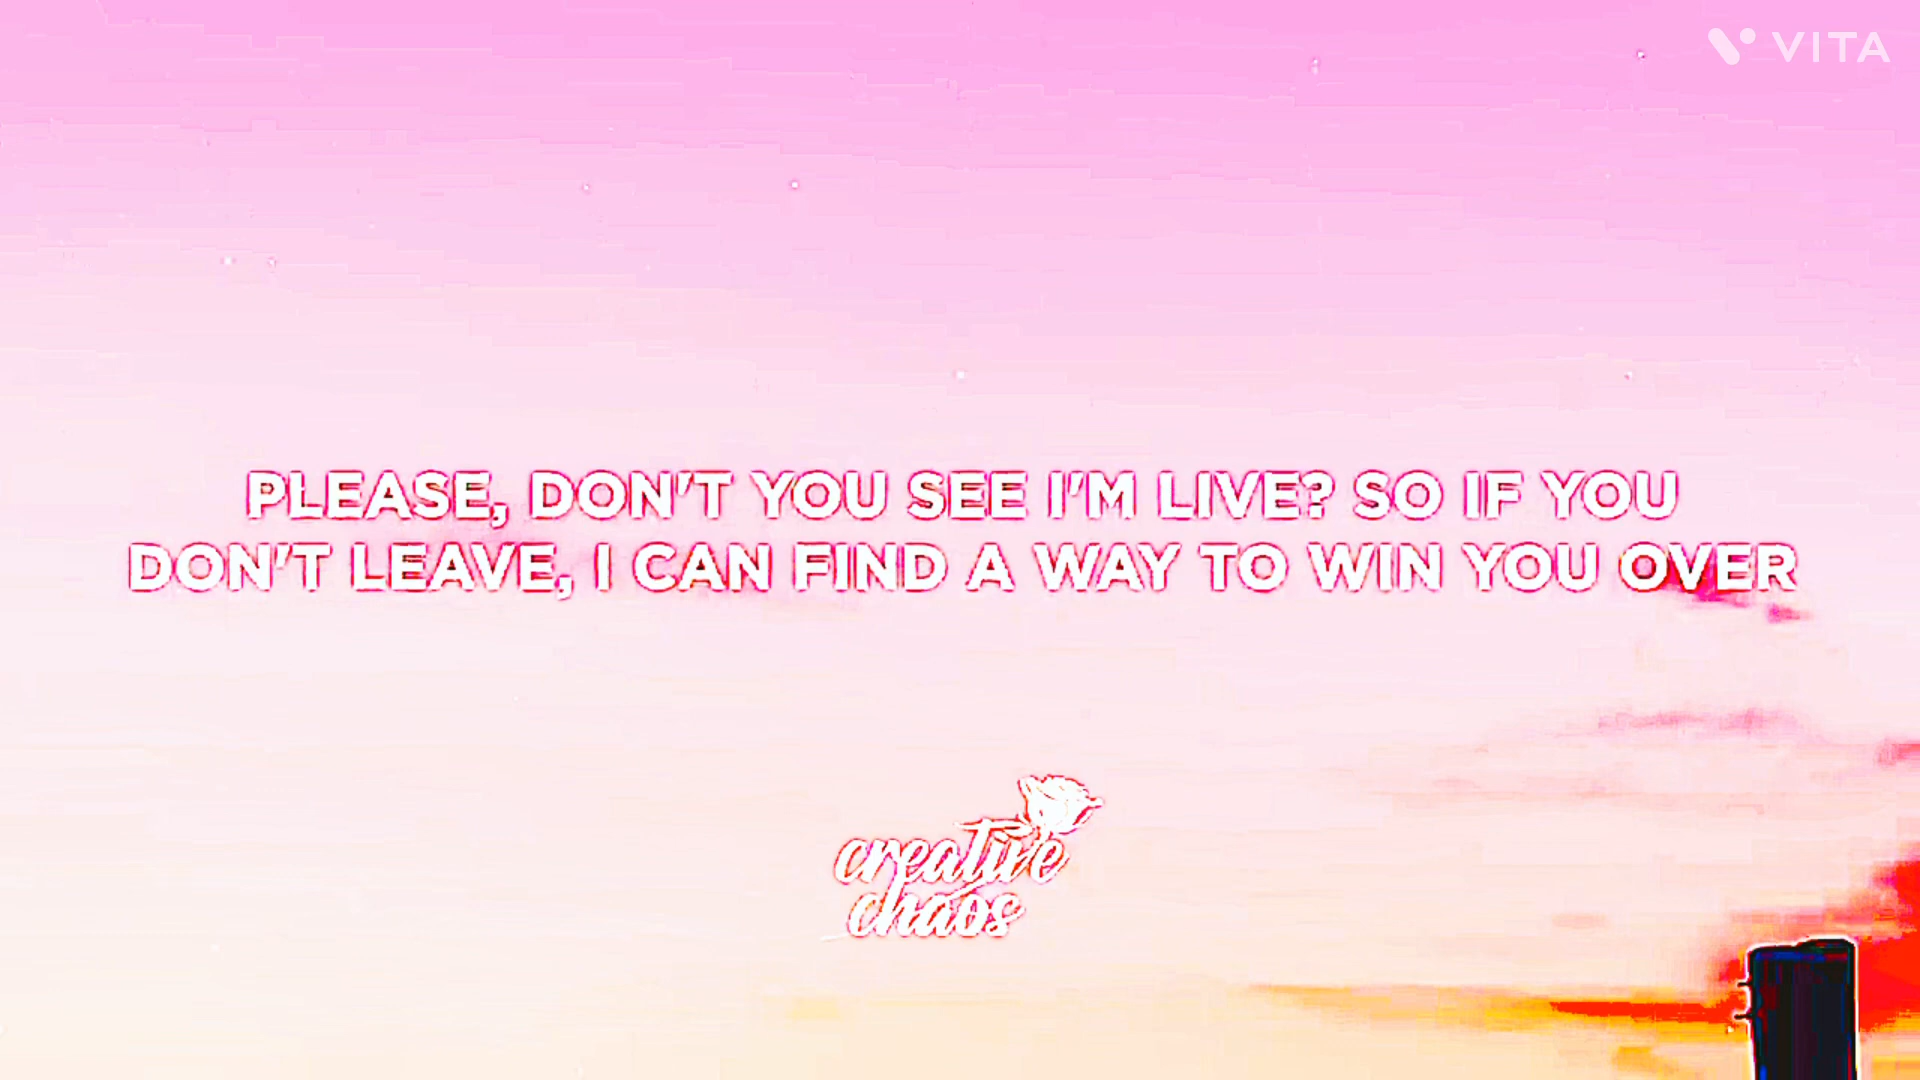 VITA
PLEASE, DON'T YOU SEE I'M LIVE? SO IF YOU
DON'T LEAVE, I CAN FIND A WAY TO WIN YOU OVER
creative
chaos